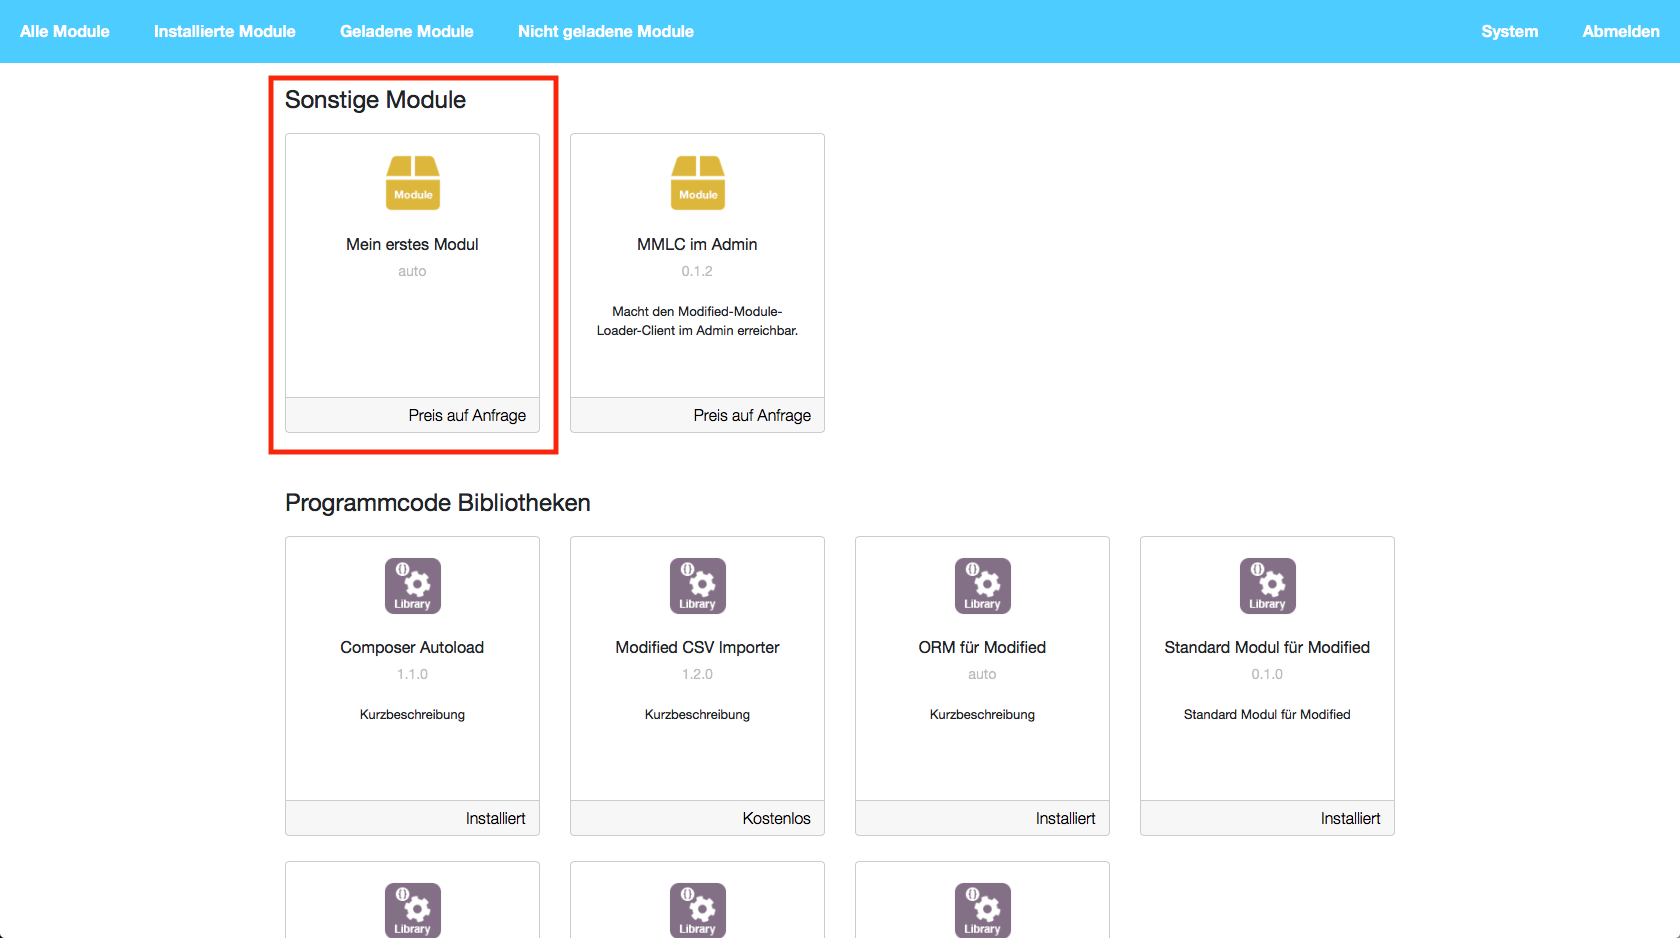 Alle Module Installierte Module Geladene Module Nicht geladene Module System Abmelden
Sonstige Module
Module
Mein erstes Modul
auto
Preis auf Anfrage
Module
MMLC im Admin
0.1.2
Macht den Modified-Module-
Loader-Client im Admin erreichbar.
Preis auf Anfrage
Programmcode Bibliotheken
Library
Composer Autoload
1.1.0
Kurzbeschreibung
Installiert
Library
Modified CSV Importer
1.2.0
Kurzbeschreibung
Kostenlos
Library
ORM für Modified
auto
Kurzbeschreibung
Installiert
Library
Standard Modul für Modified
0.1.0
Standard Modul für Modified
Installiert
Library
Library
Library